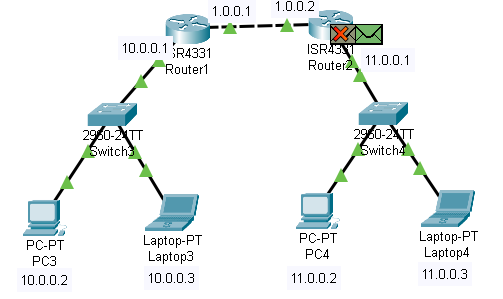 1.0.0.1
1.0.0.2
10.0.0.1
ISR4331
Router1
ISR4331
Router2
11.0.0.1
2960-24TT
Switch3
2960-24TT
Switch4
PC-PT
PC3
10.0.0.2
Laptop-PT
Laptop3
10.0.0.3
PC-PT
PC4
11.0.0.2
Laptop-PT
Laptop4
11.0.0.3